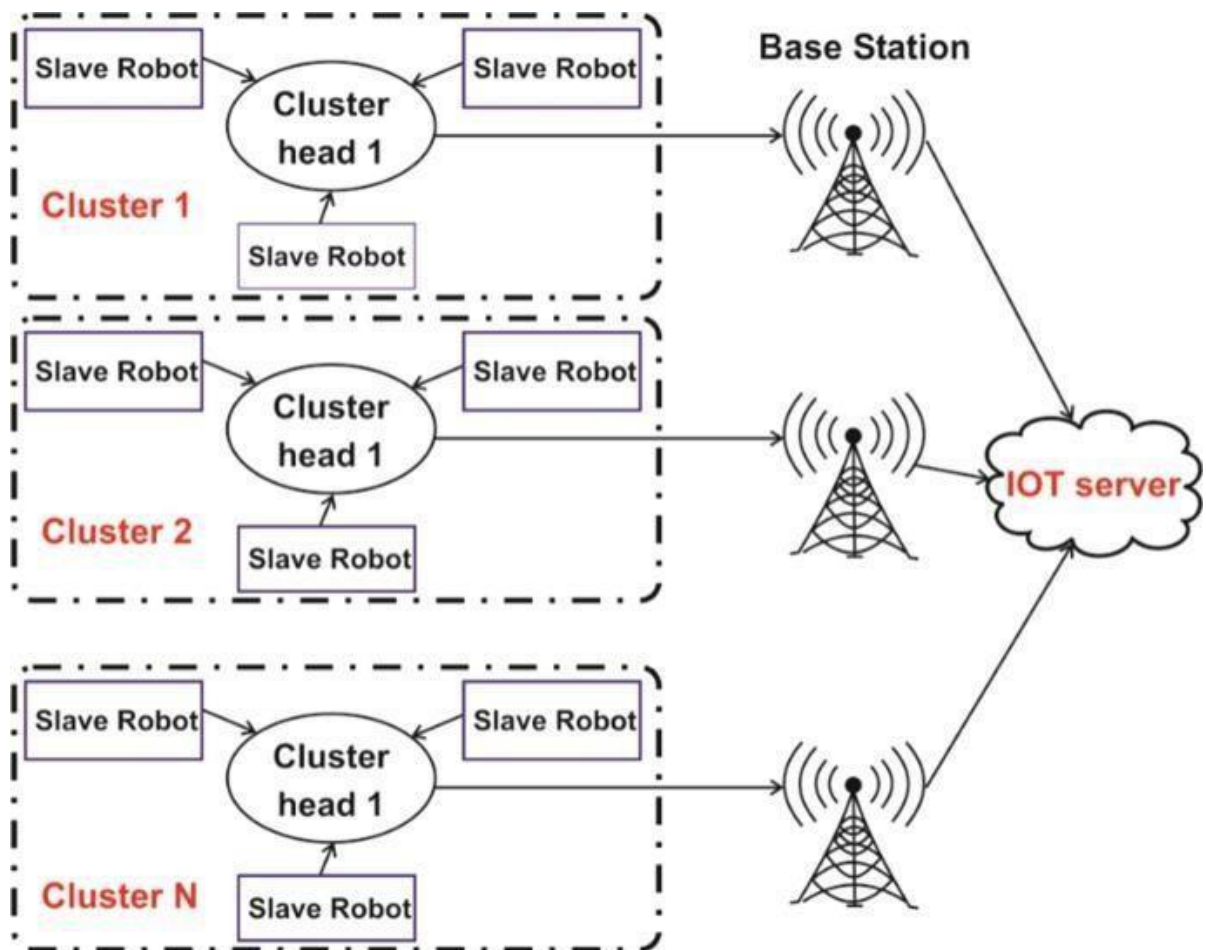 Slave Robot
Slave Robot
Base Station
Cluster
head 1
Cluster 1
Slave Robot
Slave Robot
Slave Robot
Cluster
head 1
IOT server
Cluster 2
Slave Robot
Slave Robot
Slave Robot
Cluster
head 1
Cluster N
Slave Robot